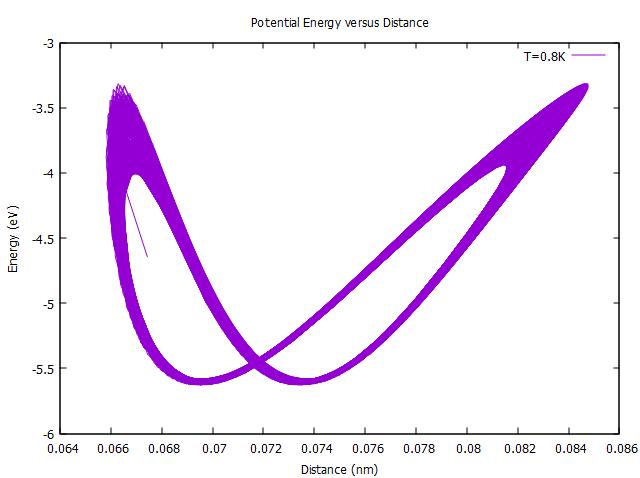 Potential Energy versus Distance
T=0.8K
-3
-3.5
-4
-4.5
-5
-5.5
-6
Energy (eV)
0.064 0.066 0.068 0.07 0.072 0.074 0.076 0.078 0.08 0.082 0.084 0.086
Distance (nm)